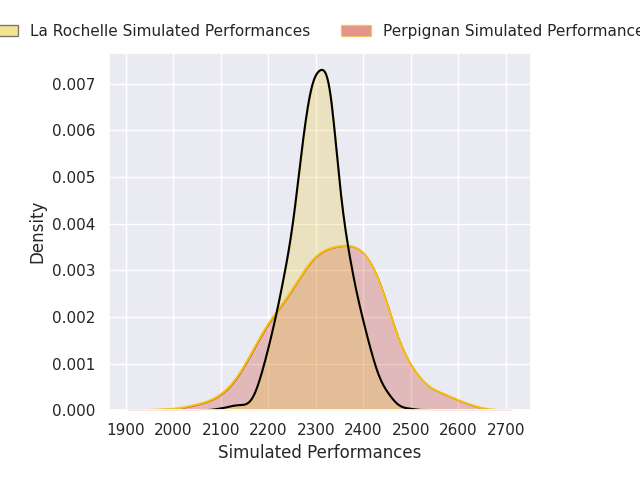 La Rochelle Simulated Performances Perpignan Simulated Performance
0.007
0.006
0.005
0.004
0.003
0.002
0.001
0.000
Density
1900 2000 2100 2200 2300 2400 2500 2600 2700
Simulated Performances